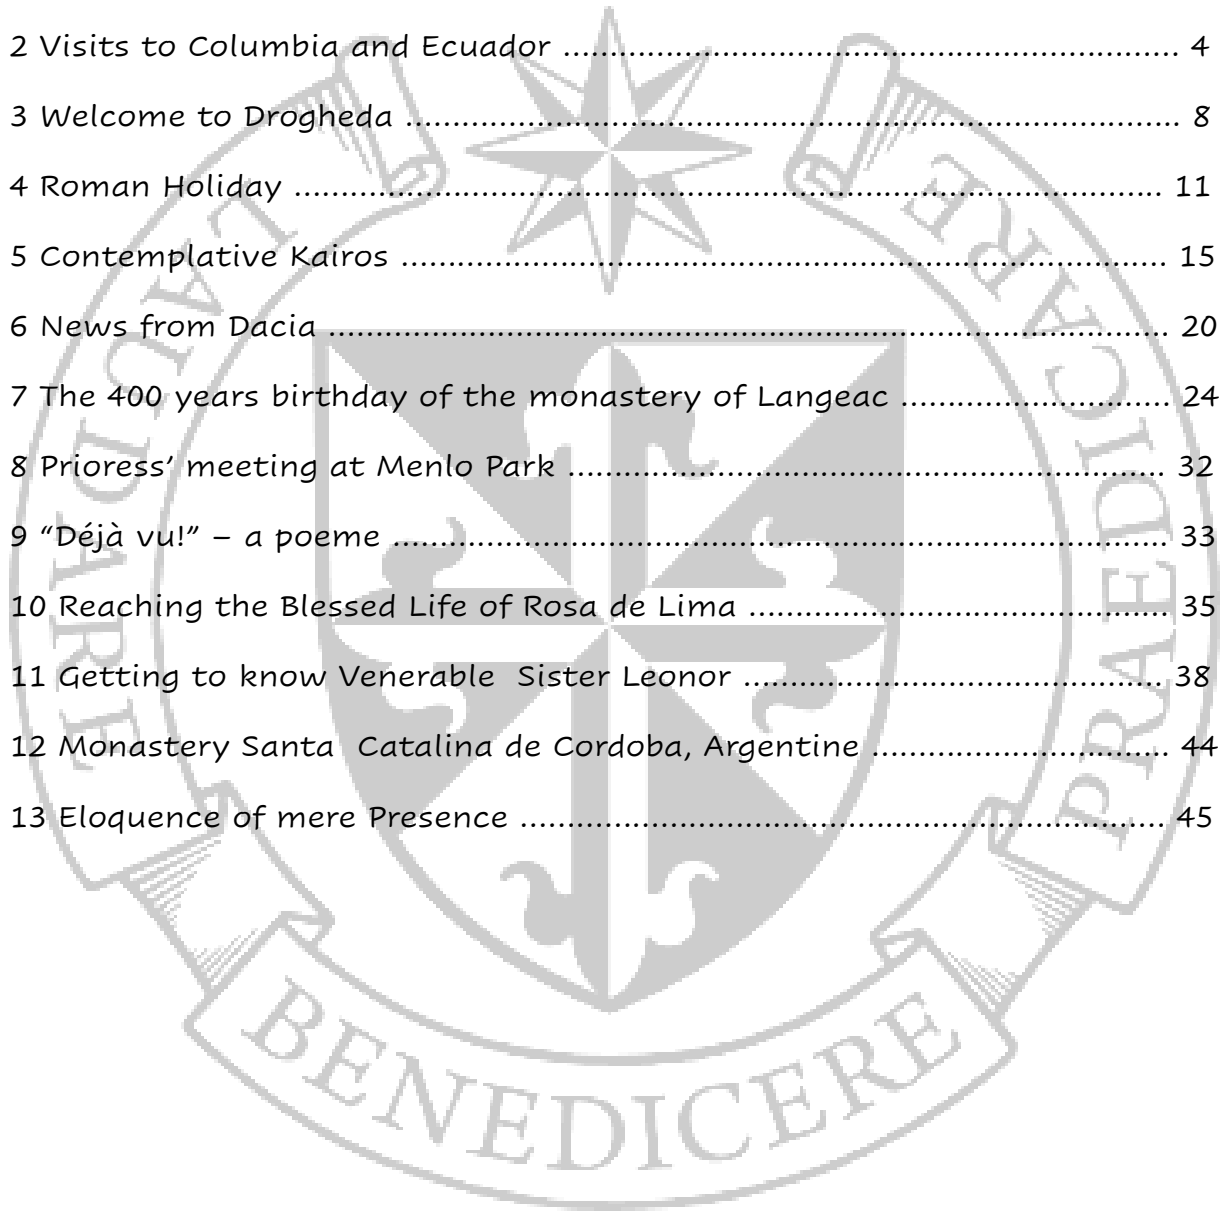 2 Visits to Columbia and Ecuador .................................................................. 4
3 Welcome to Drogheda ................................................................................... 8
4 Roman Holiday ............................................................................................. 11
5 Contemplative Kairos ................................................................................... 15
6 News from Dacia ........................................................................................... 20
7 The 400 years birthday of the monastery of Langeac ............................. 24
8 Prioress’ meeting at Menlo Park ................................................................ 32
9 “Déjà vu!” – a poeme ................................................................................... 33
10 Reaching the Blessed Life of Rosa de Lima ............................................. 35
11 Getting to know Venerable  Sister Leonor ............................................. 38
12 Monastery Santa  Catalina de Cordoba, Argentine ................................ 44
13 Eloquence of mere Presence ..................................................................... 45
LAUDARE
BENEDICERE
PRAEDICARE